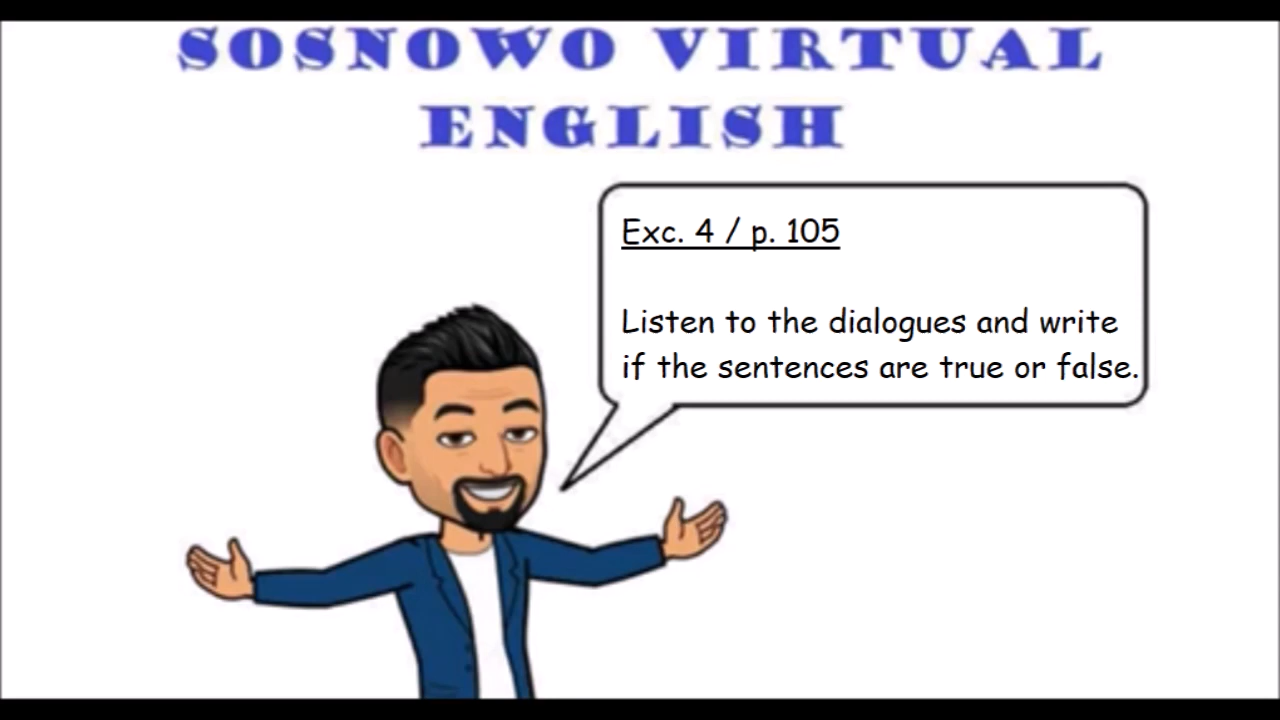 SOSNOWO VIRTUAL
ENGLISH
Exc. 4 / p. 105
Listen to the dialogues and write
if the sentences are true or false.